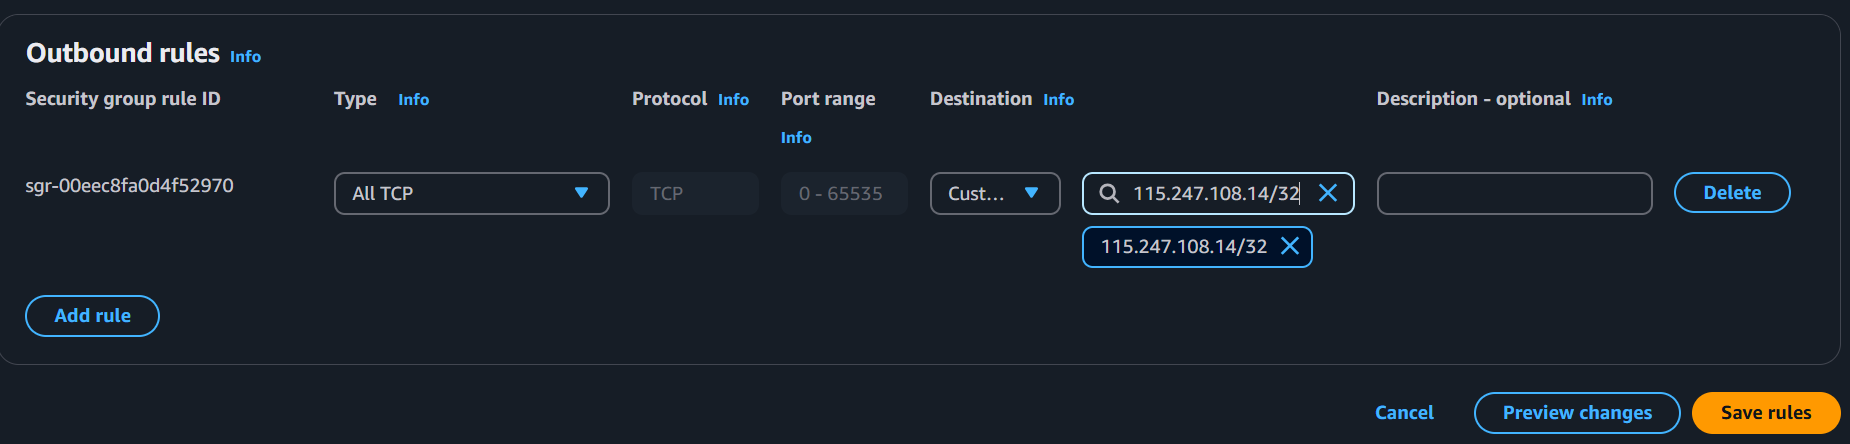 Outbound rules Info
Security group rule ID Type Info Protocol Info Port range Info Destination Info Description - optional Info
sgr-00eec8fa0d4f52970 All TCP TCP 0 - 65535 Cust... 115.247.108.14/32 Delete
115.247.108.14/32
Add rule
Cancel Preview changes Save rules